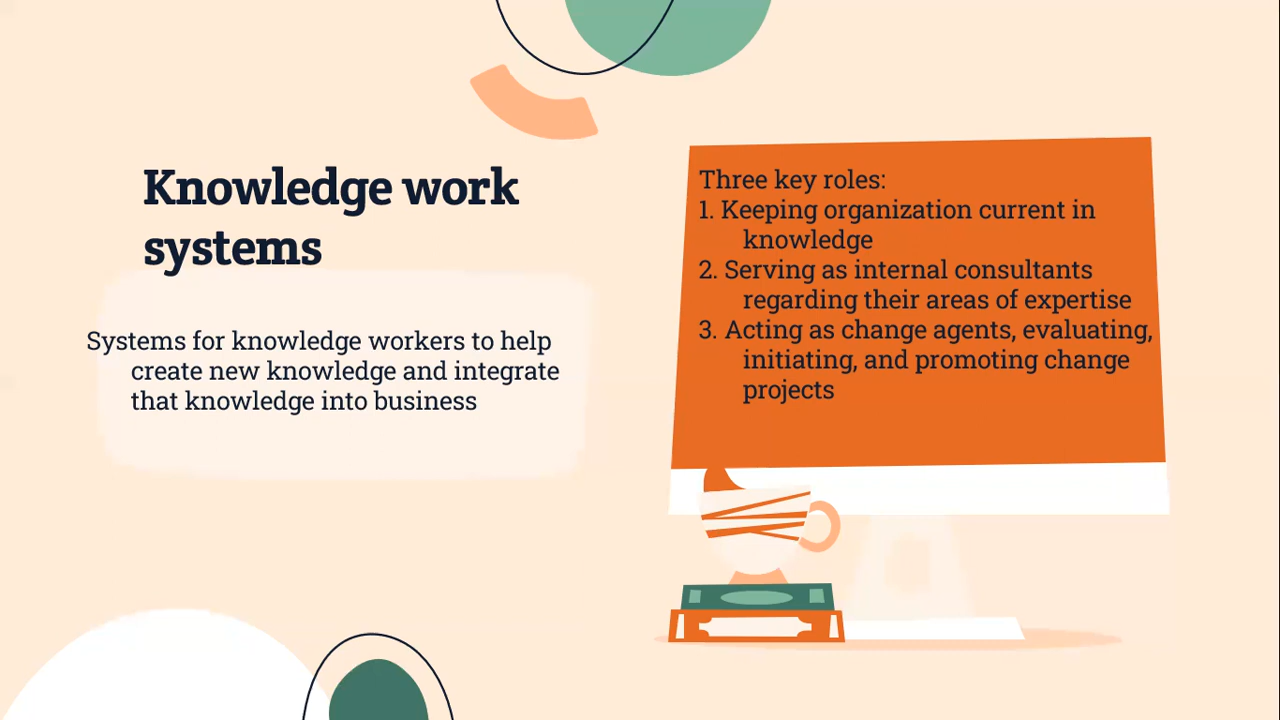 Knowledge work
systems
Systems for knowledge workers to help
create new knowledge and integrate
that knowledge into business
Three key roles:
1. Keeping organization current in
knowledge
2. Serving as internal consultants
regarding their areas of expertise
3. Acting as change agents, evaluating,
initiating, and promoting change
projects